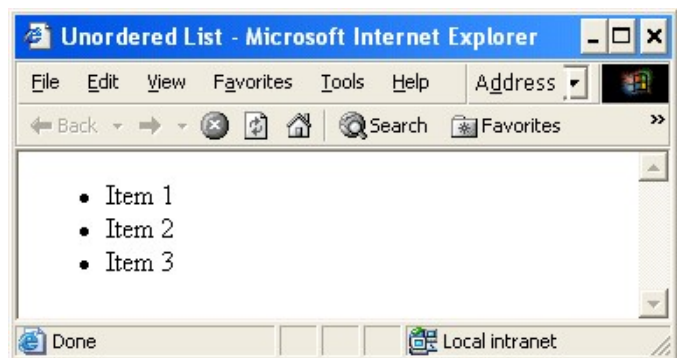 Unordered List - Microsoft Internet Explorer
File Edit View Favorites Tools Help Address
Back Search Favorites »
• Item 1
• Item 2
• Item 3
Done Local intranet